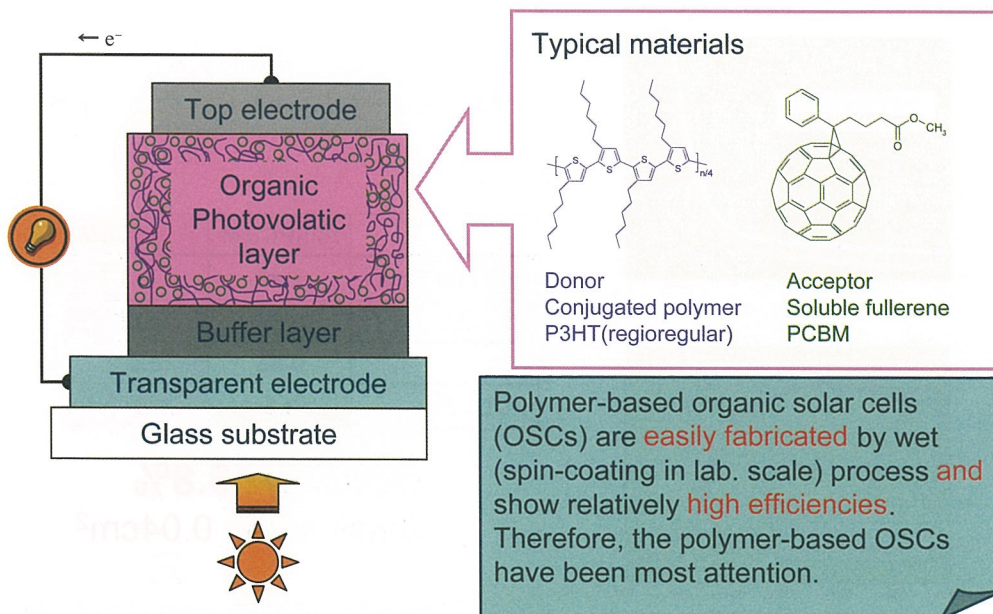 ← e⁻
Top electrode
Organic
Photovolatic
layer
Buffer layer
Transparent electrode
Glass substrate
Typical materials
S
S
S
S
n/4
O
O
CH₃
Donor
Conjugated polymer
P3HT(regioregular)
Acceptor
Soluble fullerene
PCBM
Polymer-based organic solar cells
(OSCs) are easily fabricated by wet
(spin-coating in lab. scale) process and
show relatively high efficiencies.
Therefore, the polymer-based OSCs
have been most attention.
0.04cm²